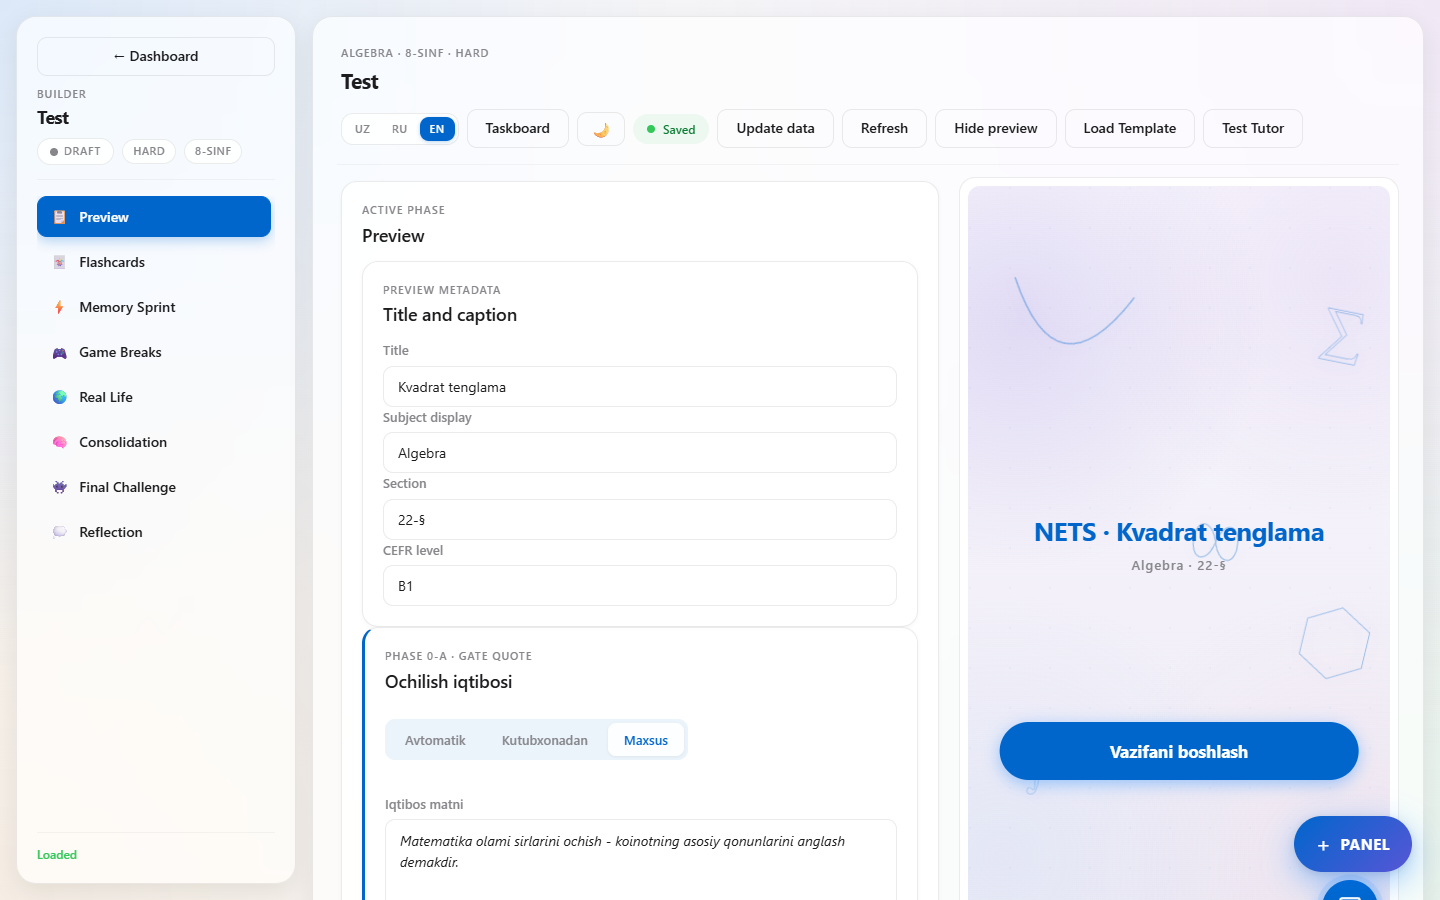 ← Dashboard
BUILDER
Test
DRAFT
HARD
8-SINF
Preview
Flashcards
Memory Sprint
Game Breaks
Real Life
Consolidation
Final Challenge
Reflection
Loaded
ALGEBRA · 8-SINF · HARD
Test
UZ RU EN
Taskboard
Saved
Update data
Refresh
Hide preview
Load Template
Test Tutor
ACTIVE PHASE
Preview
PREVIEW METADATA
Title and caption
Title
Kvadrat tenglama
Subject display
Algebra
Section
22-§
CEFR level
B1
PHASE 0-A · GATE QUOTE
Ochilish iqtibosi
Avtomatik
Kutubxonadan
Maxsus
Iqtibos matni
Matematika olami sirlarini ochish - koinotning asosiy qonunlarini anglash
demakdir.
Σ
∞
NETS · Kvadrat tenglama
Algebra · 22-§
Vazifani boshlash
+ PANEL